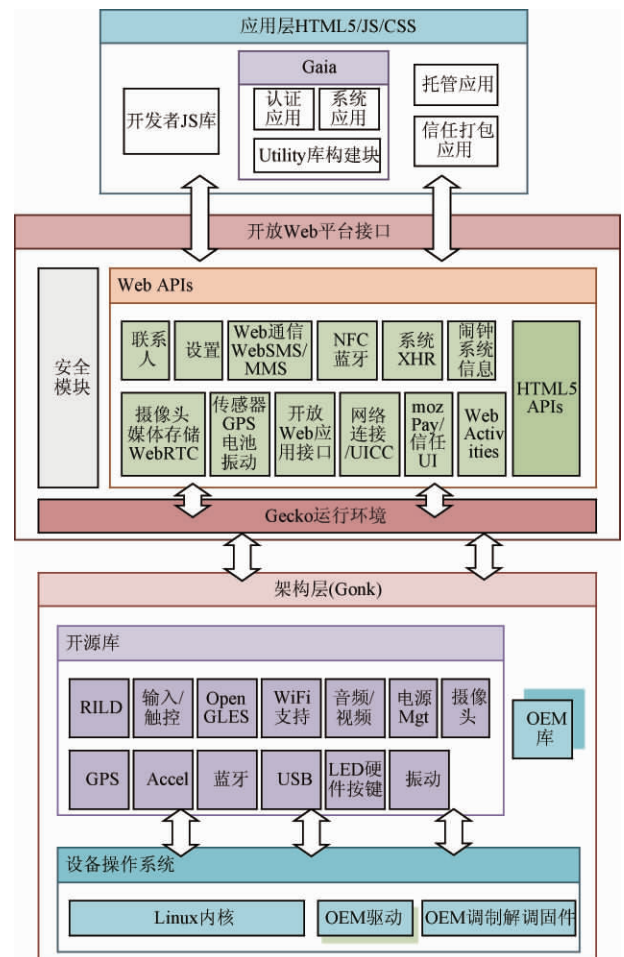 应用层HTML5/JS/CSS
Gaia
开发者JS库
认证
应用
系统
应用
Utility库构建块
托管应用
信任打包
应用
开放Web平台接口
安全
模块
Web APIs
联系
人
设置
Web通信
WebSMS/
MMS
NFC
蓝牙
系统
XHR
闹钟
系统
信息
摄像头
媒体存储
WebRTC
传感器
GPS
电池
振动
开放
Web应
用接口
网络
连接
/UICC
moz
Pay/
信任
UI
Web
Activ
ities
HTML5
APIs
Gecko运行环境
架构层(Gonk)
开源库
RILD
输入/
触控
Open
GLES
WiFi
支持
音频/
视频
电源
Mgt
摄像
头
GPS
Accel
蓝牙
USB
LED硬
件按键
振动
OEM
库
设备操作系统
Linux内核
OEM驱动
OEM调制解调固件